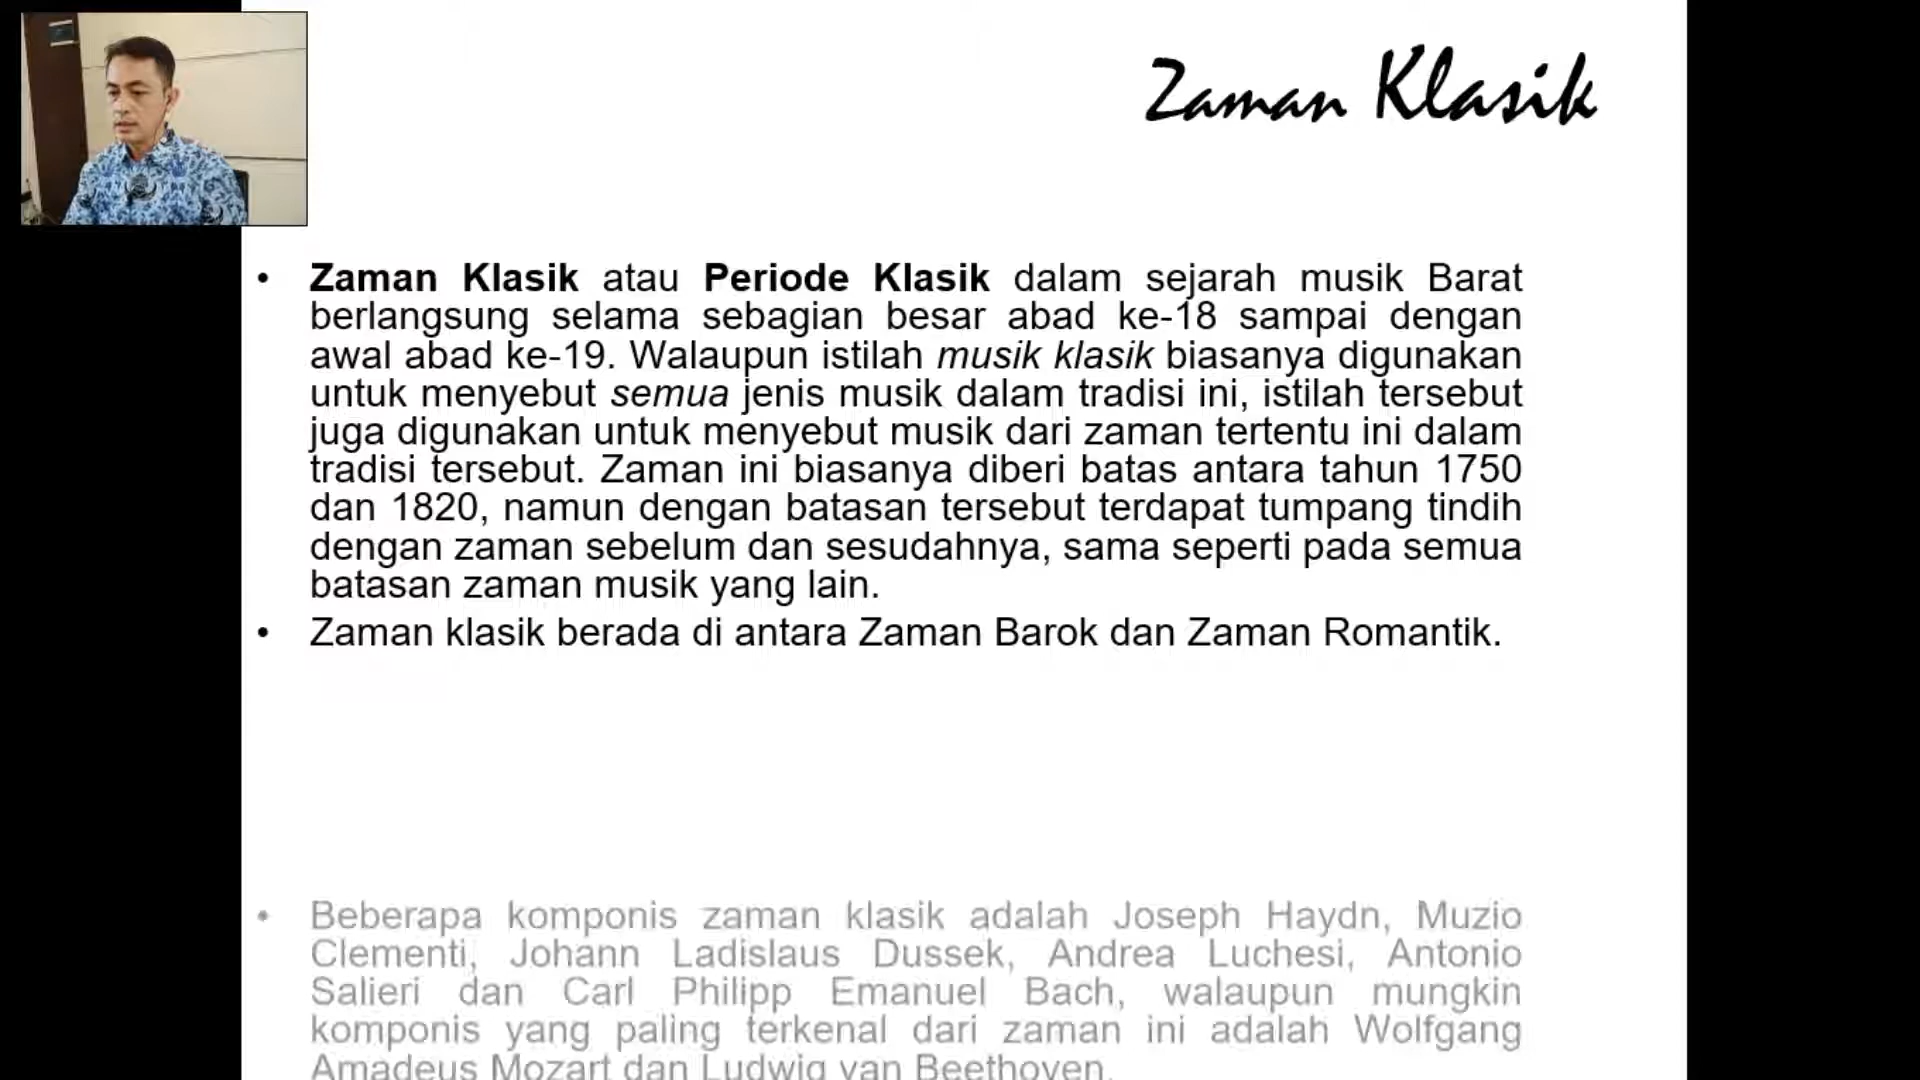 Zaman Klasik
• Zaman Klasik atau Periode Klasik dalam sejarah musik Barat
berlangsung selama sebagian besar abad ke-18 sampai dengan
awal abad ke-19. Walaupun istilah musik klasik biasanya digunakan
untuk menyebut semua jenis musik dalam tradisi ini, istilah tersebut
juga digunakan untuk menyebut musik dari zaman tertentu ini dalam
tradisi tersebut. Zaman ini biasanya diberi batas antara tahun 1750
dan 1820, namun dengan batasan tersebut terdapat tumpang tindih
dengan zaman sebelum dan sesudahnya, sama seperti pada semua
batasan zaman musik yang lain.
• Zaman klasik berada di antara Zaman Barok dan Zaman Romantik.
• Beberapa komponis zaman klasik adalah Joseph Haydn, Muzio
Clementi, Johann Ladislaus Dussek, Andrea Luchesi, Antonio
Salieri dan Carl Philipp Emanuel Bach, walaupun mungkin
komponis yang paling terkenal dari zaman ini adalah Wolfgang
Amadeus Mozart dan Ludwig van Beethoven.